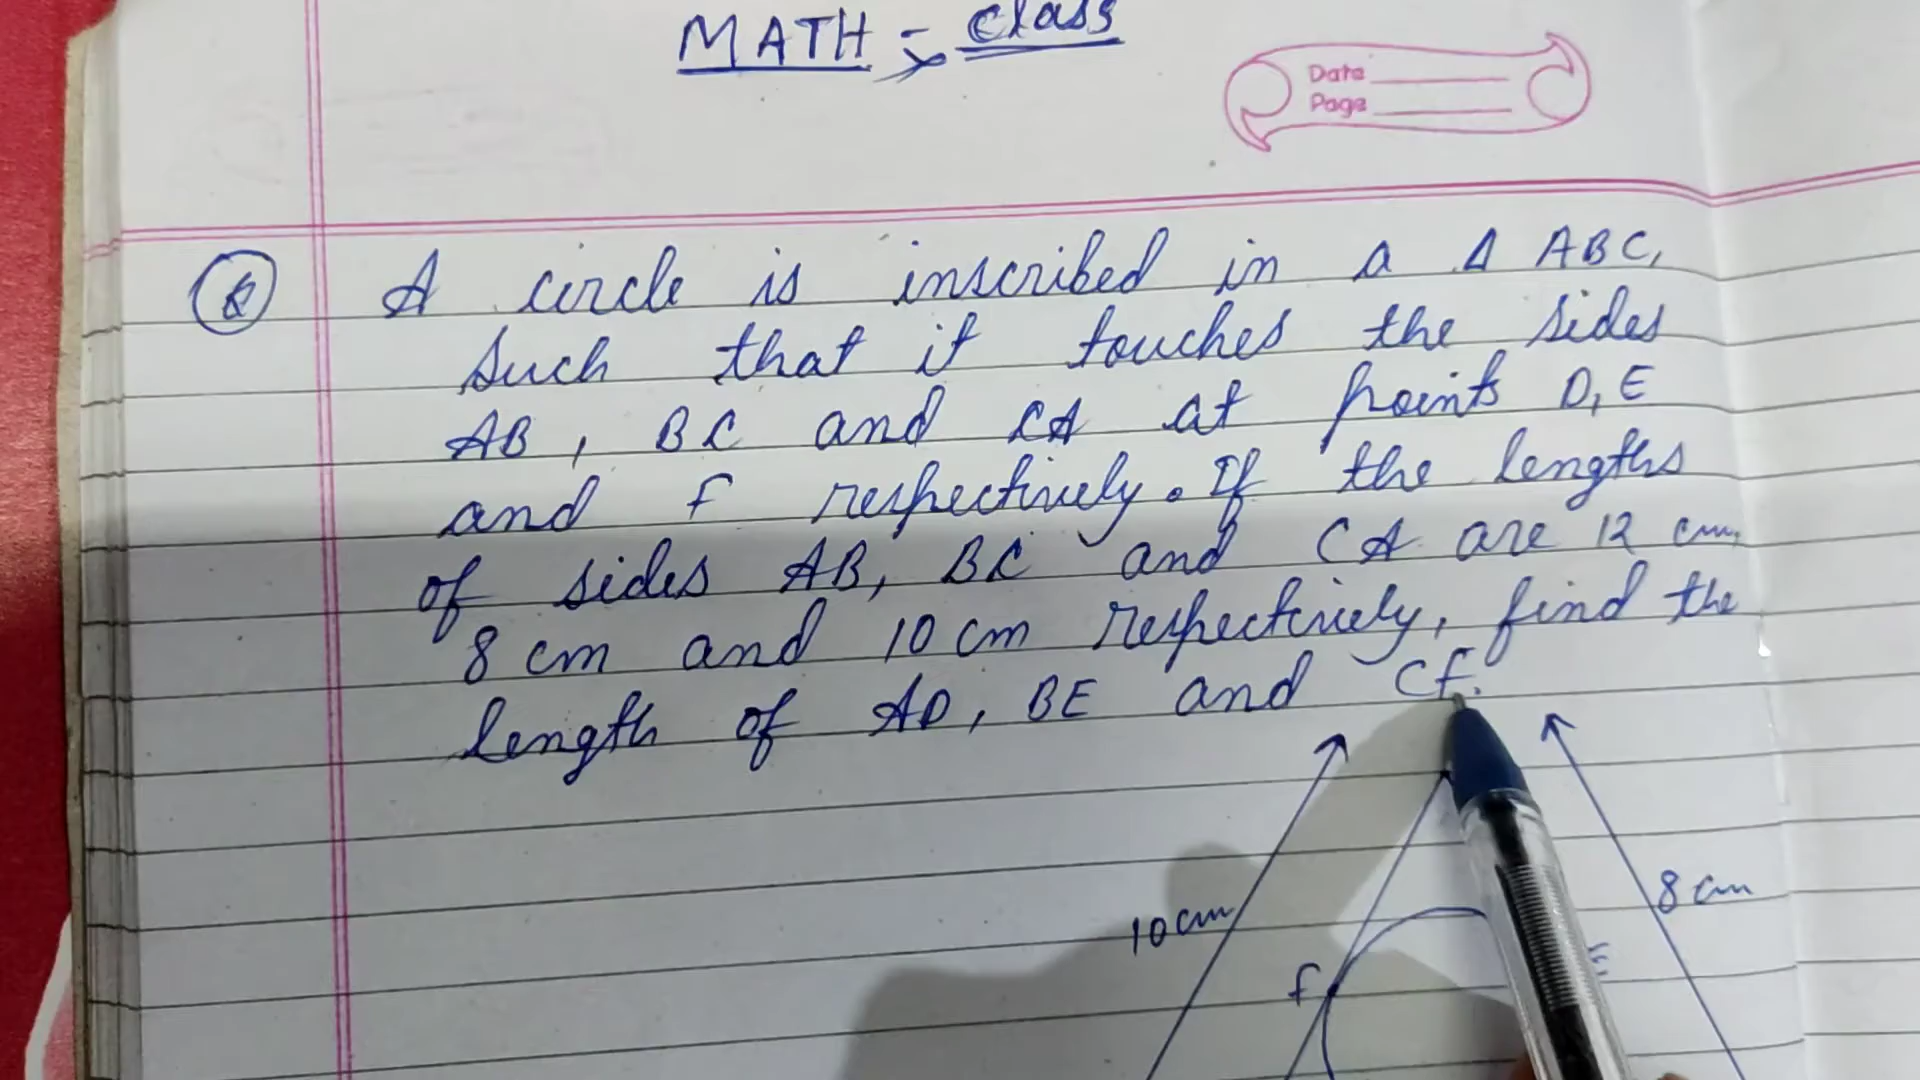 MATH :- Class
Date
Page
Q A circle is inscribed in a Δ ABC,
such that it touches the sides
AB, BC and CA at points D, E
and f respectively. If the lengths
of sides AB, BC and CA are 12 cm,
8 cm and 10 cm respectively, find the
length of AD, BE and Cf.
10 cm
8 cm
f
E